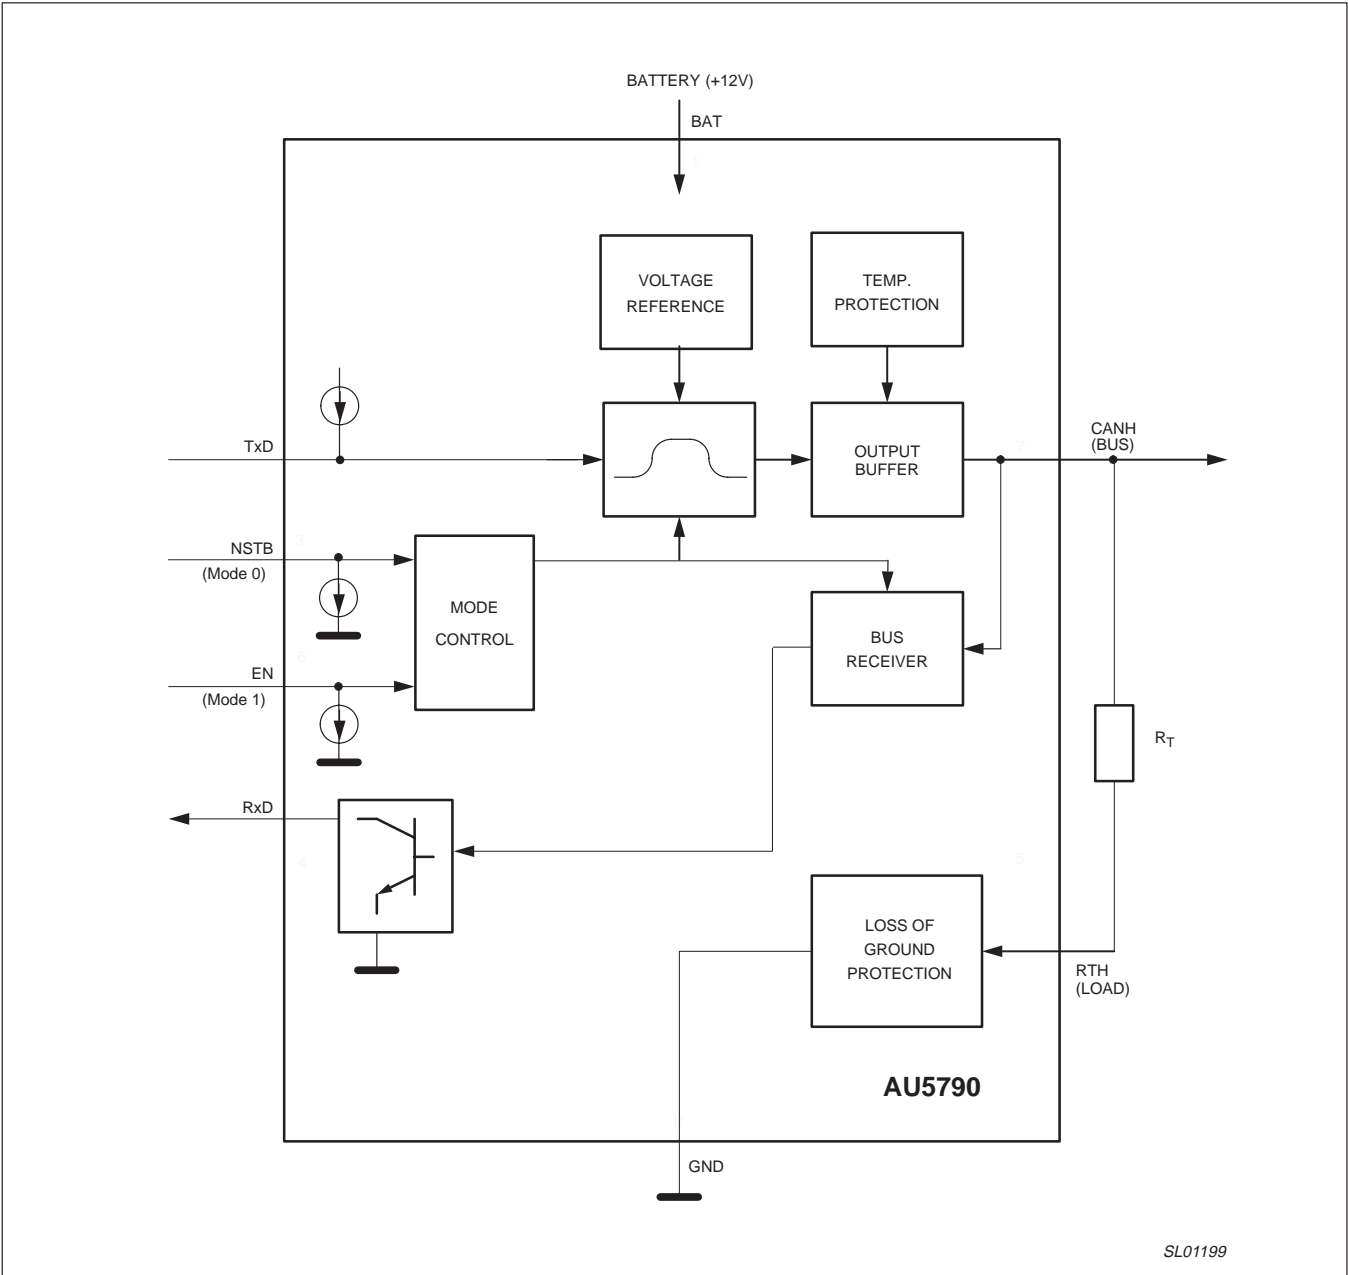 BATTERY (+12V)
BAT
1
VOLTAGE
REFERENCE
TEMP.
PROTECTION
TxD
OUTPUT
BUFFER
7
CANH
(BUS)
NSTB
3
(Mode 0)
MODE
CONTROL
BUS
RECEIVER
6
EN
(Mode 1)
RT
RxD
4
5
LOSS OF
GROUND
PROTECTION
RTH
(LOAD)
AU5790
GND
SL01199